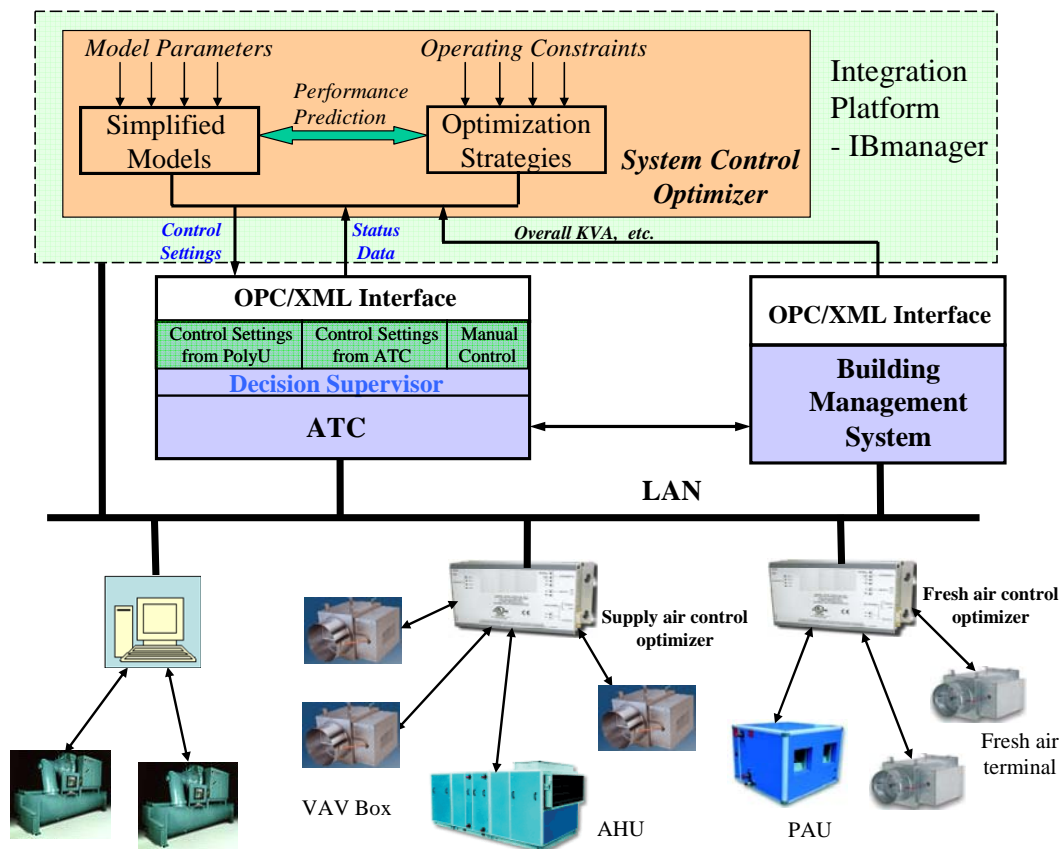 Model Parameters
Operating Constraints
Performance
Prediction
Simplified
Models
Optimization
Strategies
System Control
Optimizer
Integration
Platform
- IBmanager
Control
Settings
Status
Data
Overall KVA, etc.
OPC/XML Interface
Control Settings
from PolyU
Control Settings
from ATC
Manual
Control
Decision Supervisor
ATC
OPC/XML Interface
Building
Management
System
LAN
Supply air control
optimizer
Fresh air control
optimizer
VAV Box
AHU
PAU
Fresh air
terminal